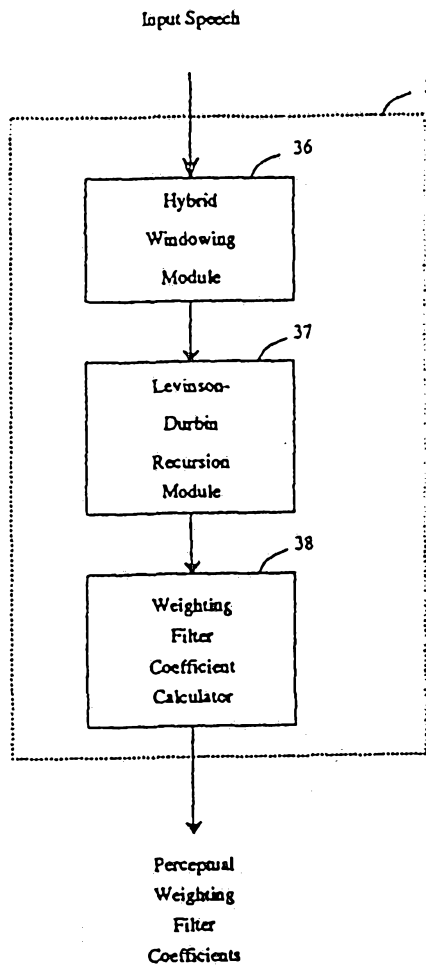 Input Speech
36
Hybrid
Windowing
Module
37
Levinson-
Durbin
Recursion
Module
38
Weighting
Filter
Coefficient
Calculator
Perceptual
Weighting
Filter
Coefficients